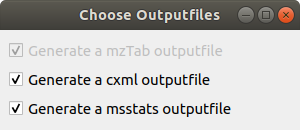 Choose Outputfiles
Generate a mzTab outputfile
Generate a cxml outputfile
Generate a msstats outputfile